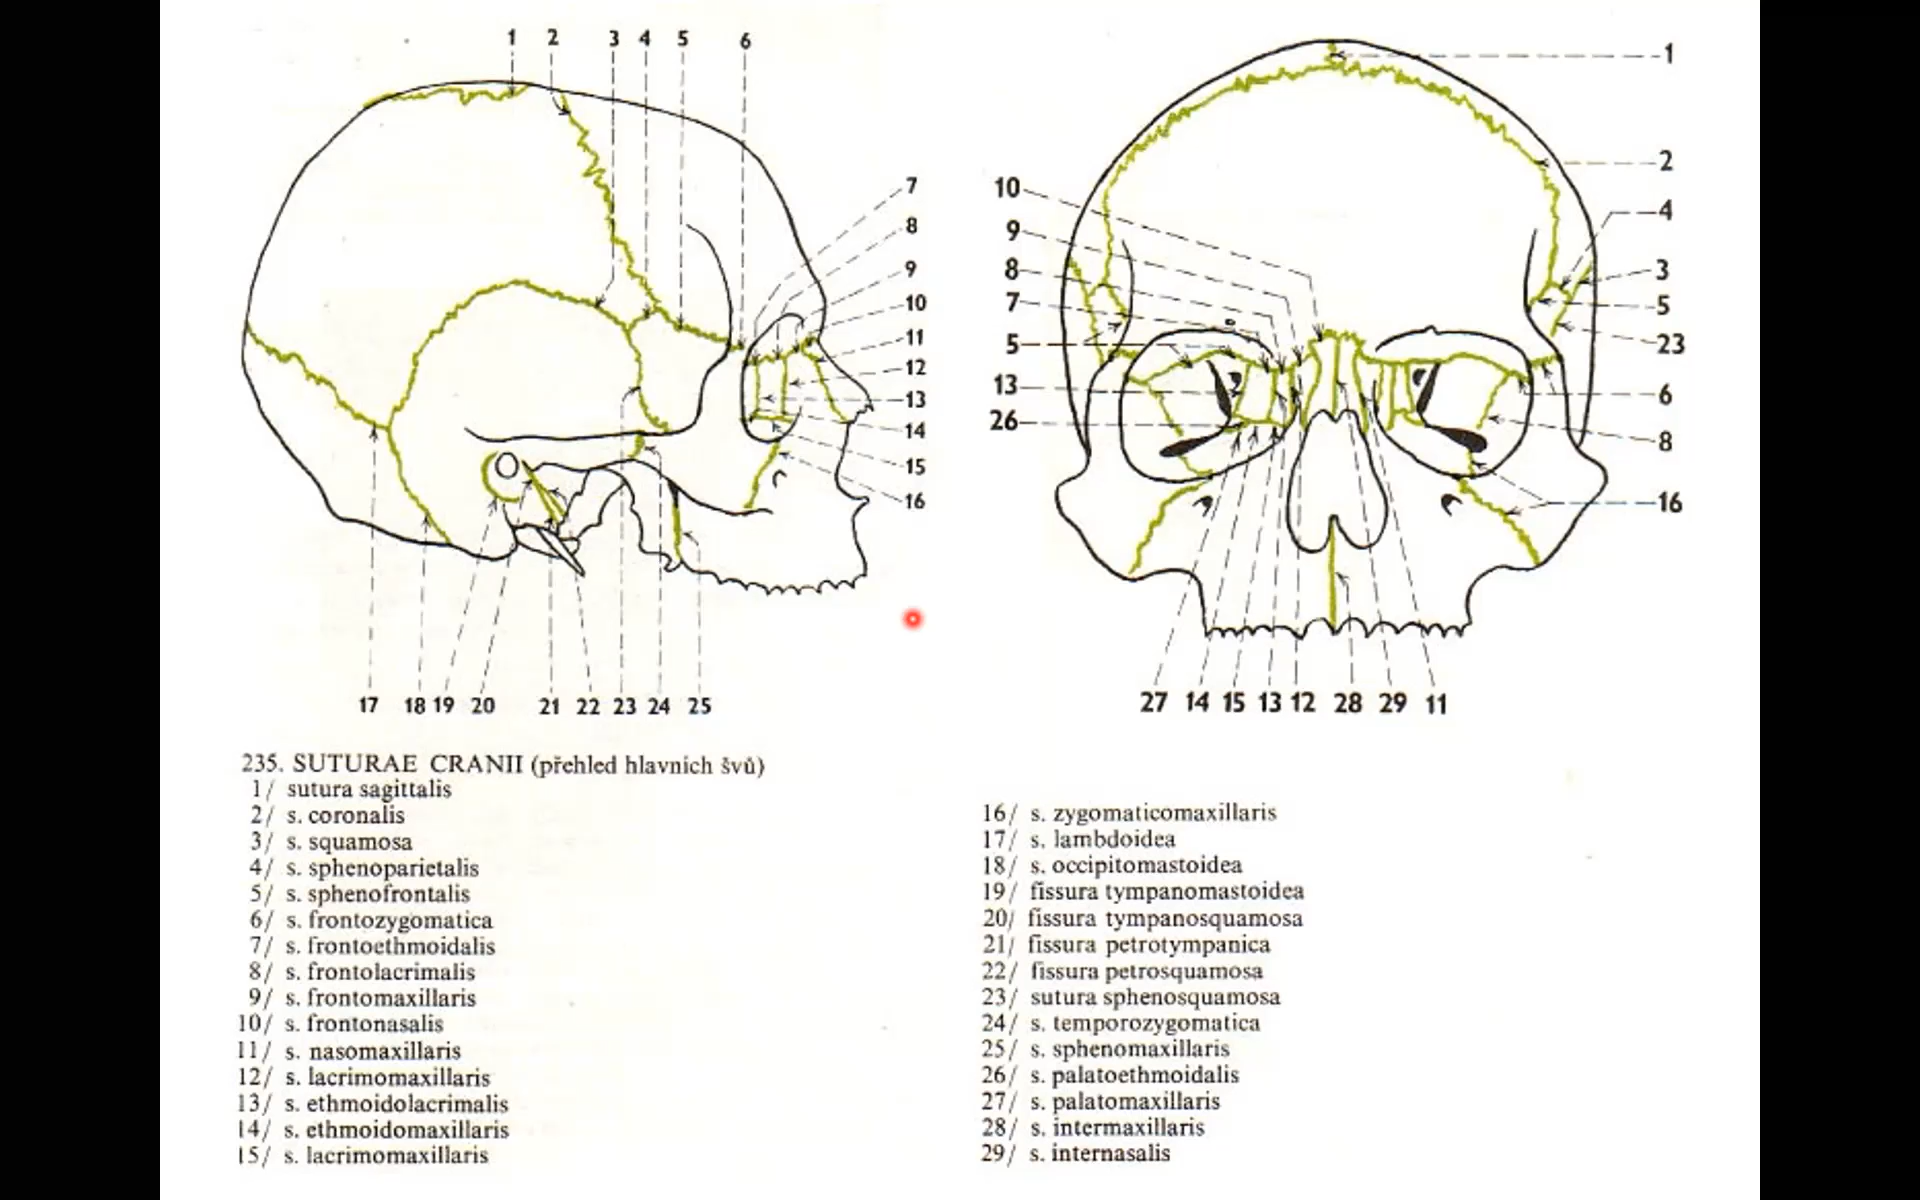 1 2 3 4 5 6
7
8
9
10
11
12
13
14
15
16
17 18 19 20 21 22 23 24 25
1
2
10
4
9
8
3
7
5
5
23
13
6
26
8
16
27 14 15 13 12 28 29 11
235. SUTURAE CRANII (přehled hlavních švů)
1/ sutura sagittalis
2/ s. coronalis
3/ s. squamosa
4/ s. sphenoparietalis
5/ s. sphenofrontalis
6/ s. frontozygomatica
7/ s. frontoethmoidalis
8/ s. frontolacrimalis
9/ s. frontomaxillaris
10/ s. frontonasalis
11/ s. nasomaxillaris
12/ s. lacrimomaxillaris
13/ s. ethmoidolacrimalis
14/ s. ethmoidomaxillaris
15/ s. lacrimomaxillaris
16/ s. zygomaticomaxillaris
17/ s. lambdoidea
18/ s. occipitomastoidea
19/ fissura tympanomastoidea
20/ fissura tympanosquamosa
21/ fissura petrotympanica
22/ fissura petrosquamosa
23/ sutura sphenosquamosa
24/ s. temporozygomatica
25/ s. sphenomaxillaris
26/ s. palatoethmoidalis
27/ s. palatomaxillaris
28/ s. intermaxillaris
29/ s. internasalis